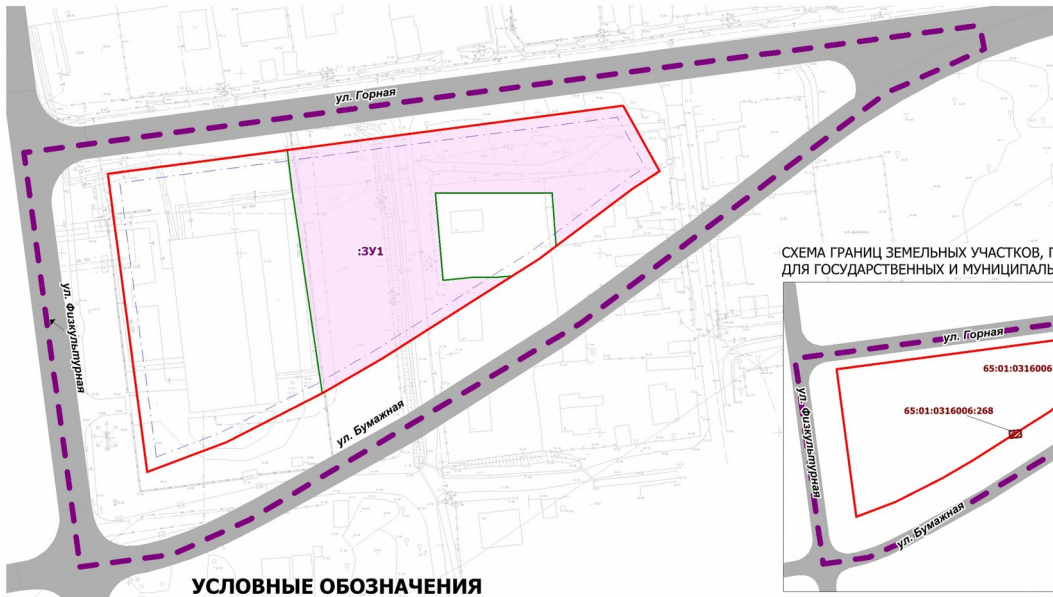 ул. Горная
:ЗУ1
ул. Физкультурная
ул. Бумажная
УСЛОВНЫЕ ОБОЗНАЧЕНИЯ
СХЕМА ГРАНИЦ ЗЕМЕЛЬНЫХ УЧАСТКОВ,
ДЛЯ ГОСУДАРСТВЕННЫХ И МУНИЦИПАЛЬ
ул. Горная
65:01:0316006
65:01:0316006:268
ул. Физкультурная
ул. Бумажная